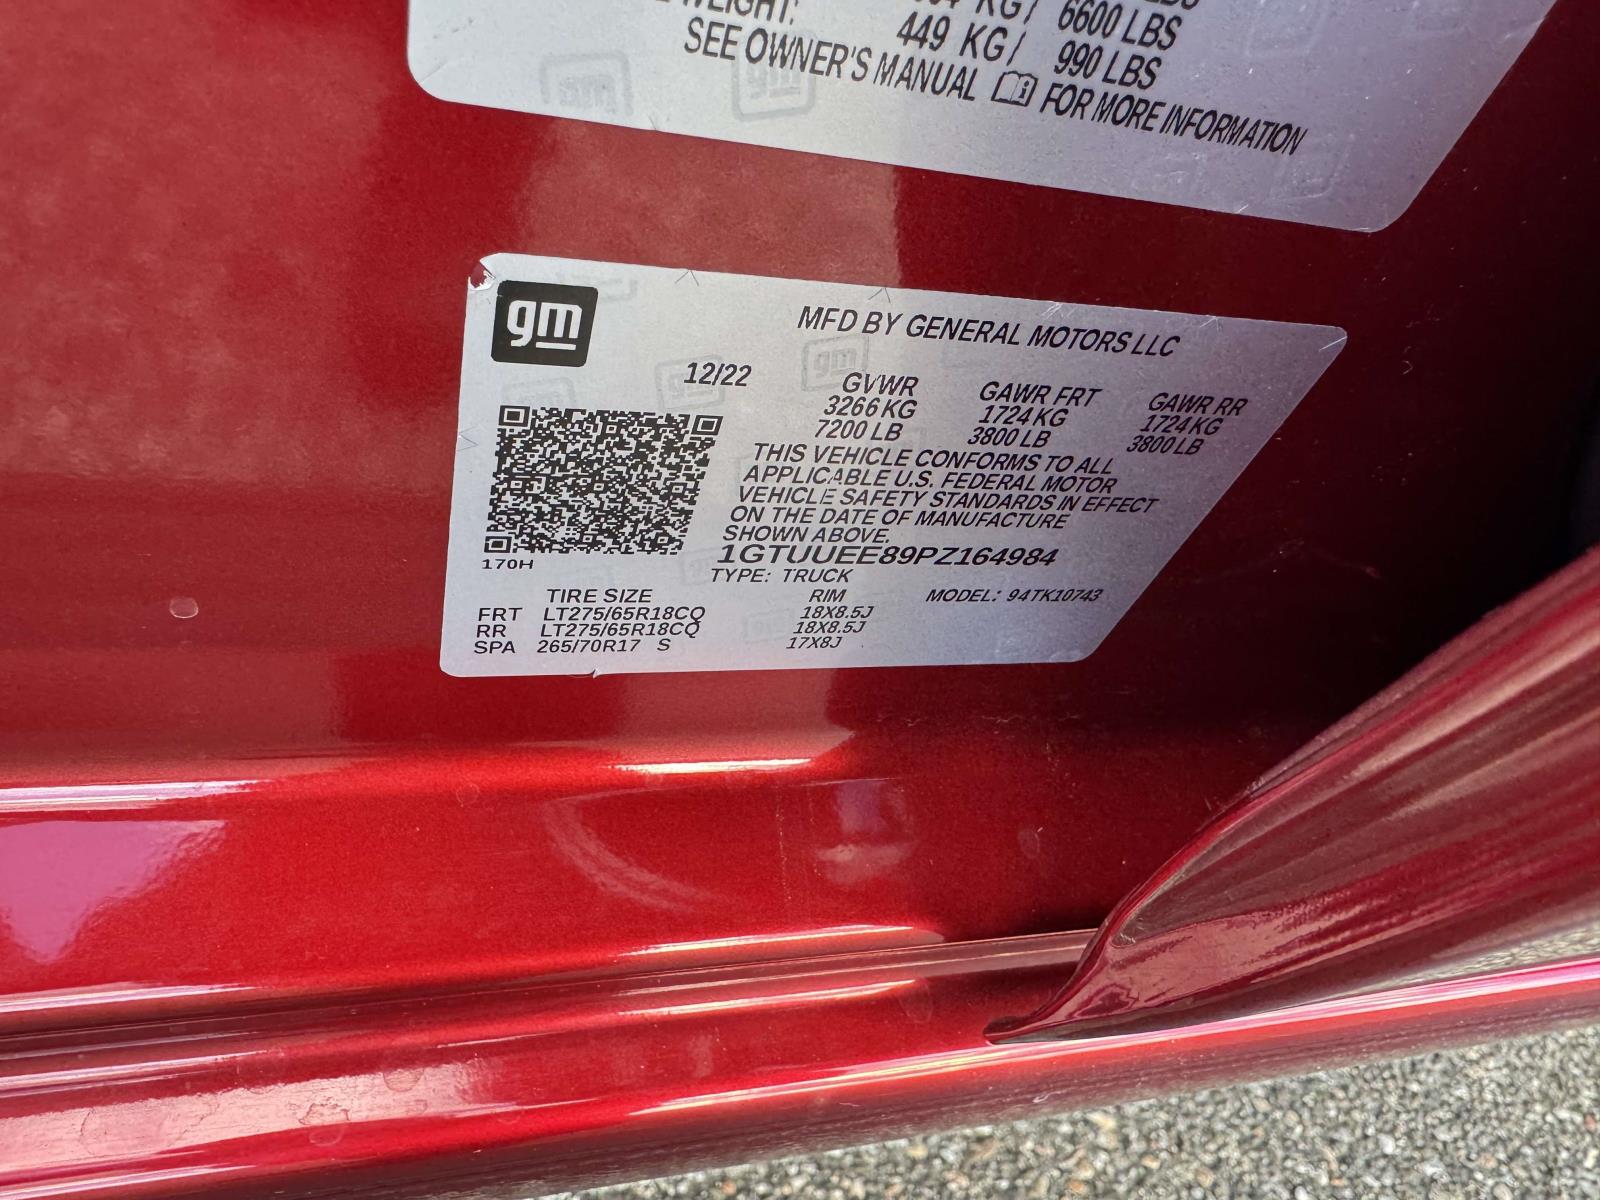 6600 LBS
449 KG / 990 LBS
SEE OWNER'S MANUAL FOR MORE INFORMATION
gm
MFD BY GENERAL MOTORS LLC
12/22
GVWR GAWR FRT GAWR RR
3266 KG 1724 KG 1724 KG
7200 LB 3800 LB 3800 LB
THIS VEHICLE CONFORMS TO ALL
APPLICABLE U.S. FEDERAL MOTOR
VEHICLE SAFETY STANDARDS IN EFFECT
ON THE DATE OF MANUFACTURE
SHOWN ABOVE.
170H
1GTUUEE89PZ164984
TYPE: TRUCK
TIRE SIZE RIM MODEL: 94TK10743
FRT LT275/65R18CQ 18X8.5J
RR LT275/65R18CQ 18X8.5J
SPA 265/70R17 S 17X8J